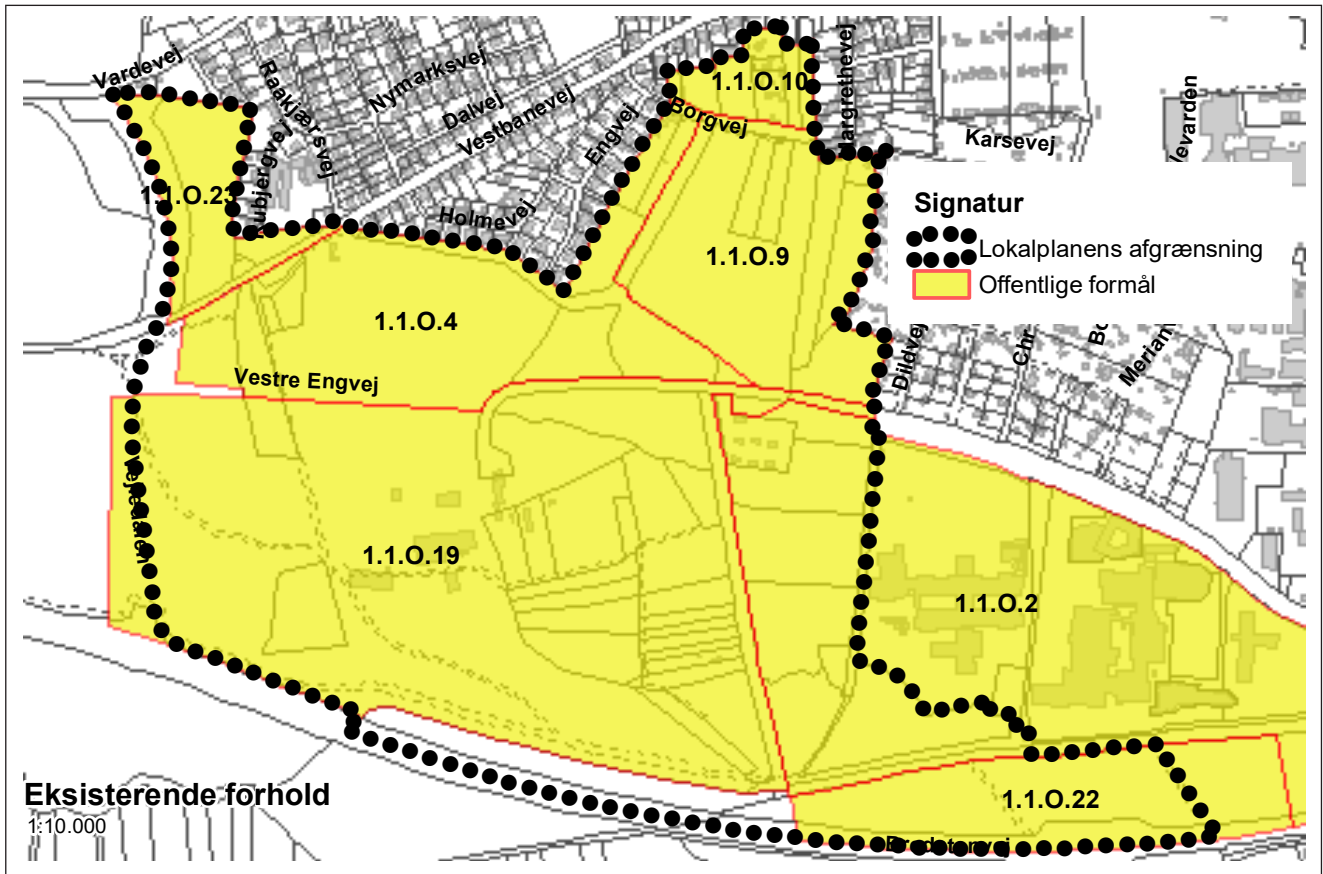 Vardevej
Raakjærsvej
Nymarksvej
Dalvej
Vestbanevej
Engvej
Holmevej
Borgvej
1.1.O.10
Karsevej
1.1.O.23
1.1.O.9
1.1.O.4
Signatur
Lokalplanens afgrænsning
Offentlige formål
Dildvej
Chr
Bo
Merian
Vestre Engvej
1.1.O.19
1.1.O.2
1.1.O.22
Eksisterende forhold
1:10.000